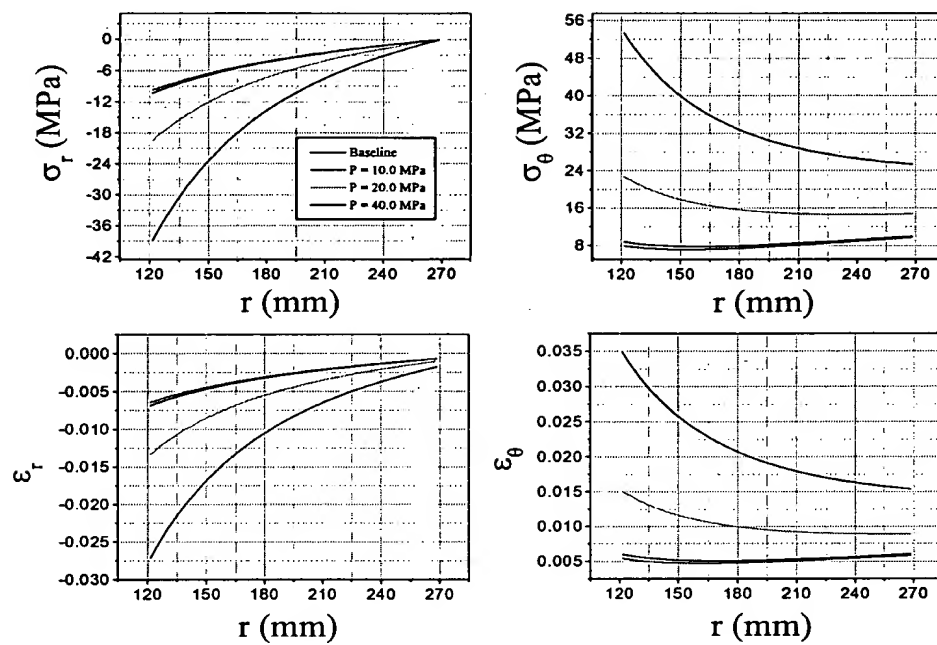 σr (MPa)
0
-6
-12
-18
-24
-30
-36
-42
Baseline
P = 10.0 MPa
P = 20.0 MPa
P = 40.0 MPa
120 150 180 210 240 270
r (mm)
σθ (MPa)
56
48
40
32
24
16
8
120 150 180 210 240 270
r (mm)
εr
0.000
-0.005
-0.010
-0.015
-0.020
-0.025
-0.030
120 150 180 210 240 270
r (mm)
εθ
0.035
0.030
0.025
0.020
0.015
0.010
0.005
120 150 180 210 240 270
r (mm)